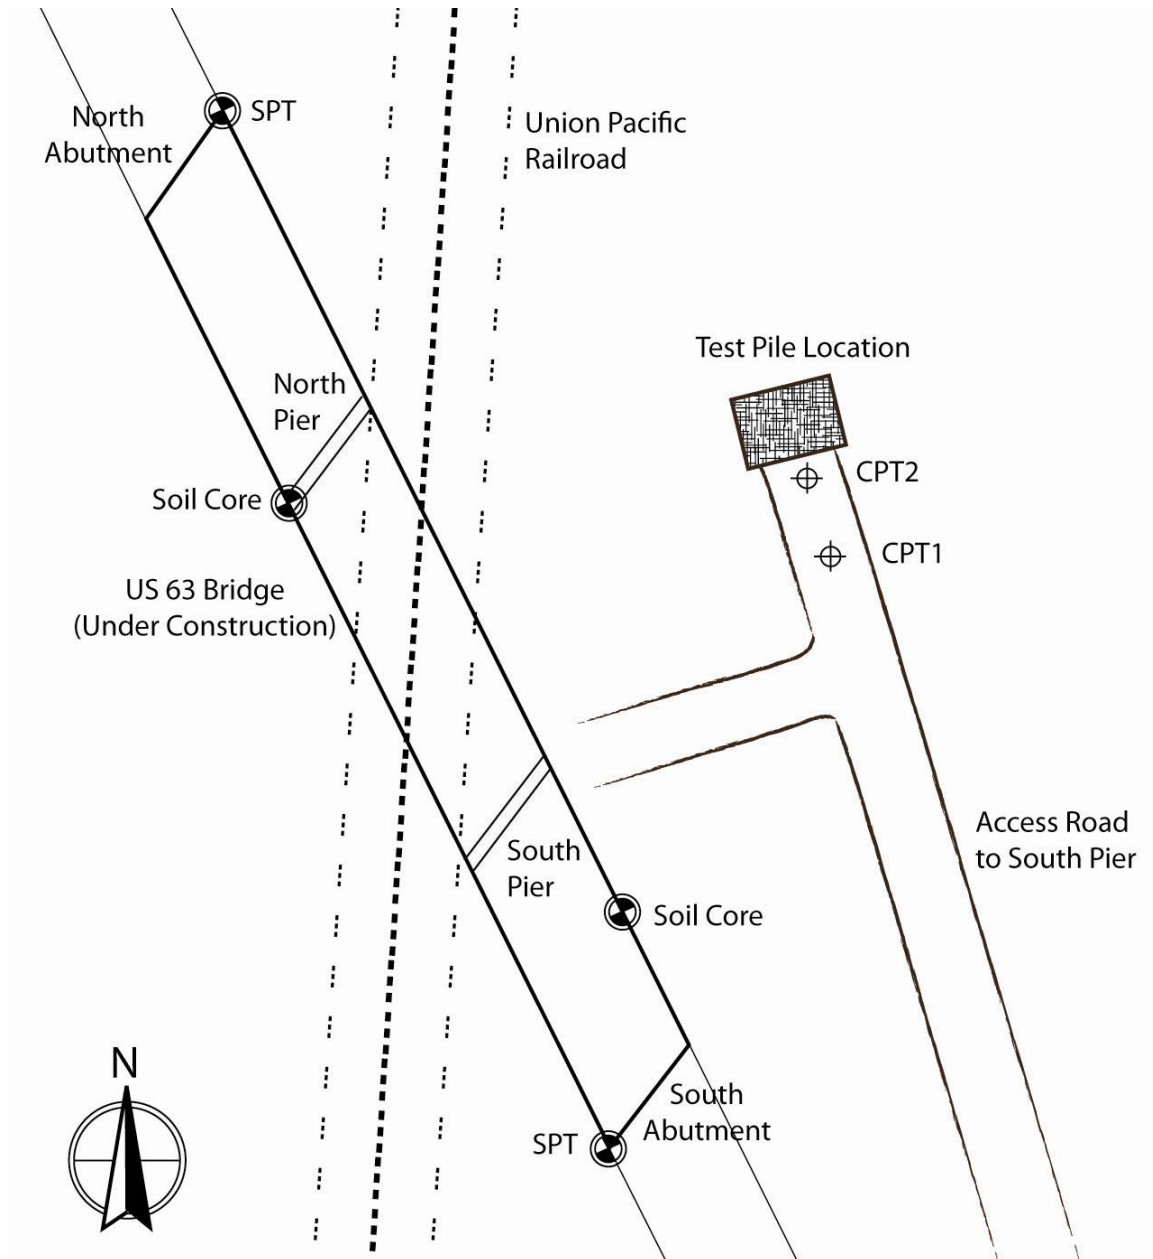 North
Abutment
SPT
Union Pacific
Railroad
Test Pile Location
North
Pier
CPT2
Soil Core
CPT1
US 63 Bridge
(Under Construction)
Access Road
to South Pier
South
Pier
Soil Core
N
South
Abutment
SPT